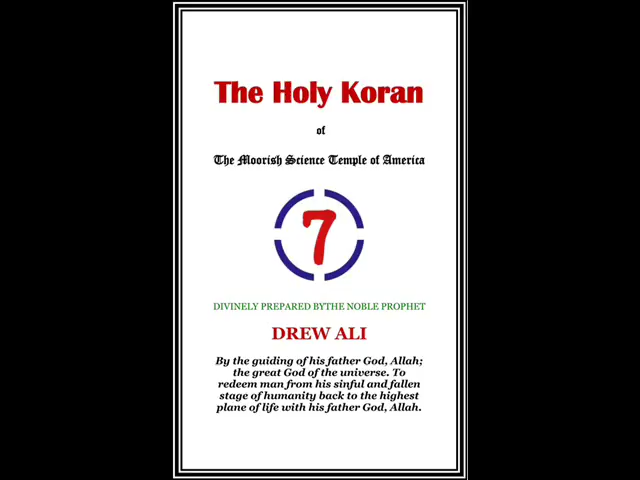 The Holy Koran
of
The Moorish Science Temple of America
7
DIVINELY PREPARED BYTHE NOBLE PROPHET
DREW ALI
By the guiding of his father God, Allah;
the great God of the universe. To
redeem man from his sinful and fallen
stage of humanity back to the highest
plane of life with his father God, Allah.